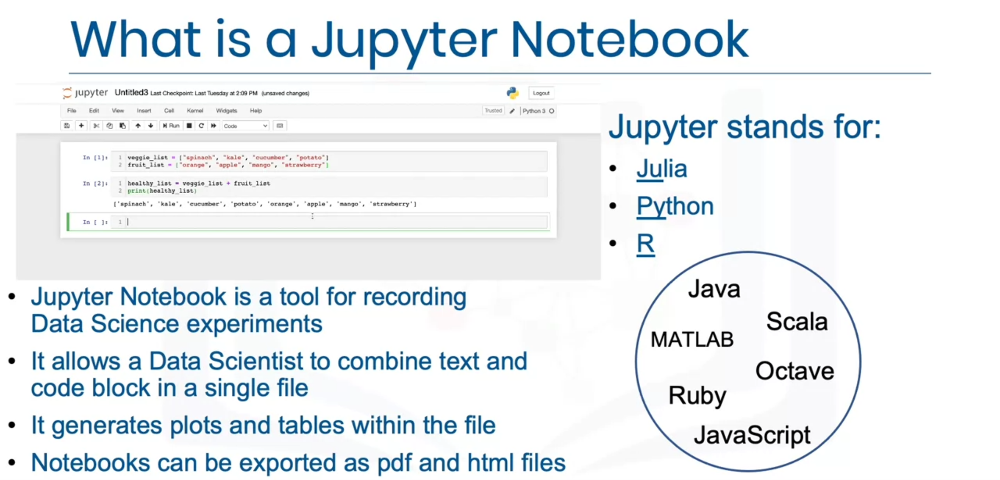 What is a Jupyter Notebook
jupyter Untitled3 Last Checkpoint: Last Tuesday at 2:09 PM (unsaved changes)
Logout
File Edit View Insert Cell Kernel Widgets Help
Trusted Python 3
Run Code
In [1]:
1 veggie_list = ["spinach", "kale", "cucumber", "potato"]
2 fruit_list = ["orange", "apple", "mango", "strawberry"]
In [2]:
1 healthy_list = veggie_list + fruit_list
2 print(healthy_list)
['spinach', 'kale', 'cucumber', 'potato', 'orange', 'apple', 'mango', 'strawberry']
In [ ]: 1
• Jupyter Notebook is a tool for recording
Data Science experiments
• It allows a Data Scientist to combine text and
code block in a single file
• It generates plots and tables within the file
• Notebooks can be exported as pdf and html files
Jupyter stands for:
• Julia
• Python
• R
Java
Scala
MATLAB
Octave
Ruby
JavaScript